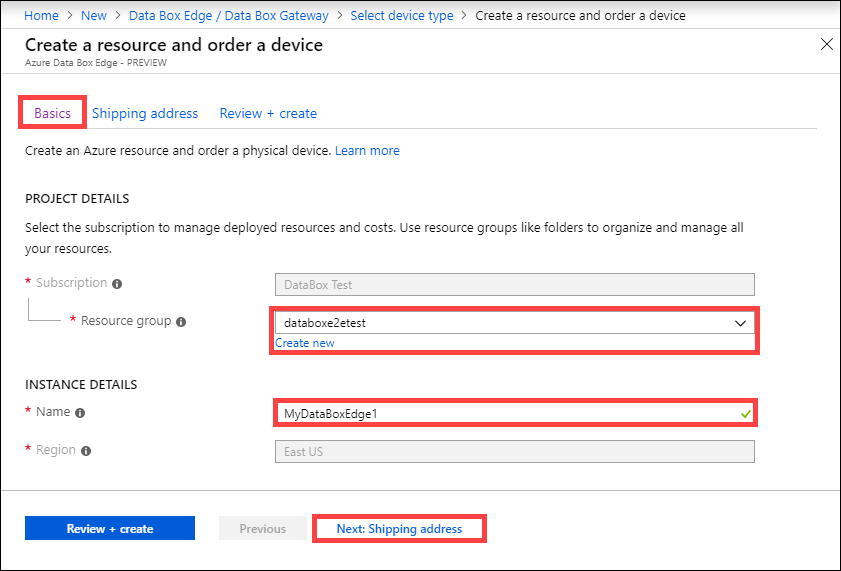 Home > New > Data Box Edge / Data Box Gateway > Select device type > Create a resource and order a device
Create a resource and order a device
Azure Data Box Edge - PREVIEW
Basics Shipping address Review + create
Create an Azure resource and order a physical device. Learn more
PROJECT DETAILS
Select the subscription to manage deployed resources and costs. Use resource groups like folders to organize and manage all
your resources.
* Subscription DataBox Test
* Resource group databoxe2etest
Create new
INSTANCE DETAILS
* Name MyDataBoxEdge1
* Region East US
Review + create Previous Next: Shipping address